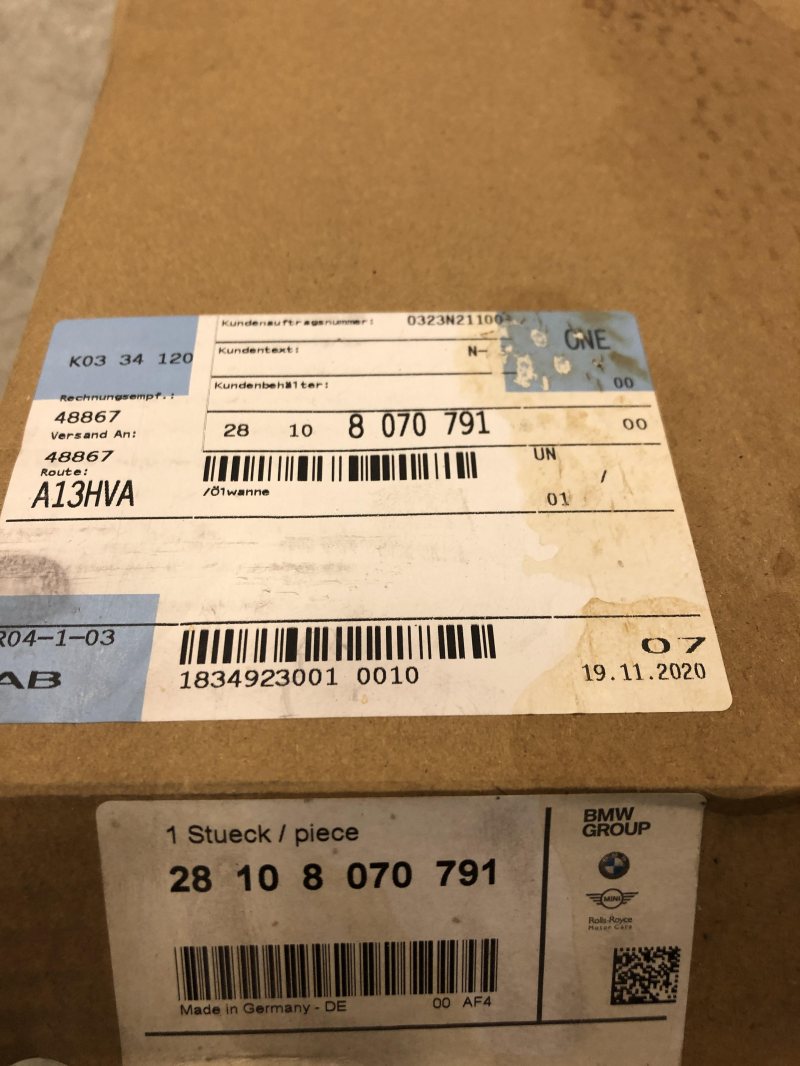 Kundenauftragsnummer: 0323N21100
K03 34 120
Kundentext: N-
ONE
Kundenbehälter:
00
Rechnungsempf.:
48867
28 10 8 070 791 00
Versand An:
48867
UN
Route:
A13HVA
/Ölwanne
/
01
R04-1-03
07
AB
1834923001 0010
19.11.2020
1 Stueck / piece
28 10 8 070 791
Made in Germany - DE 00 AF4
BMW
GROUP
MINI
Rolls-Royce
Motor Cars